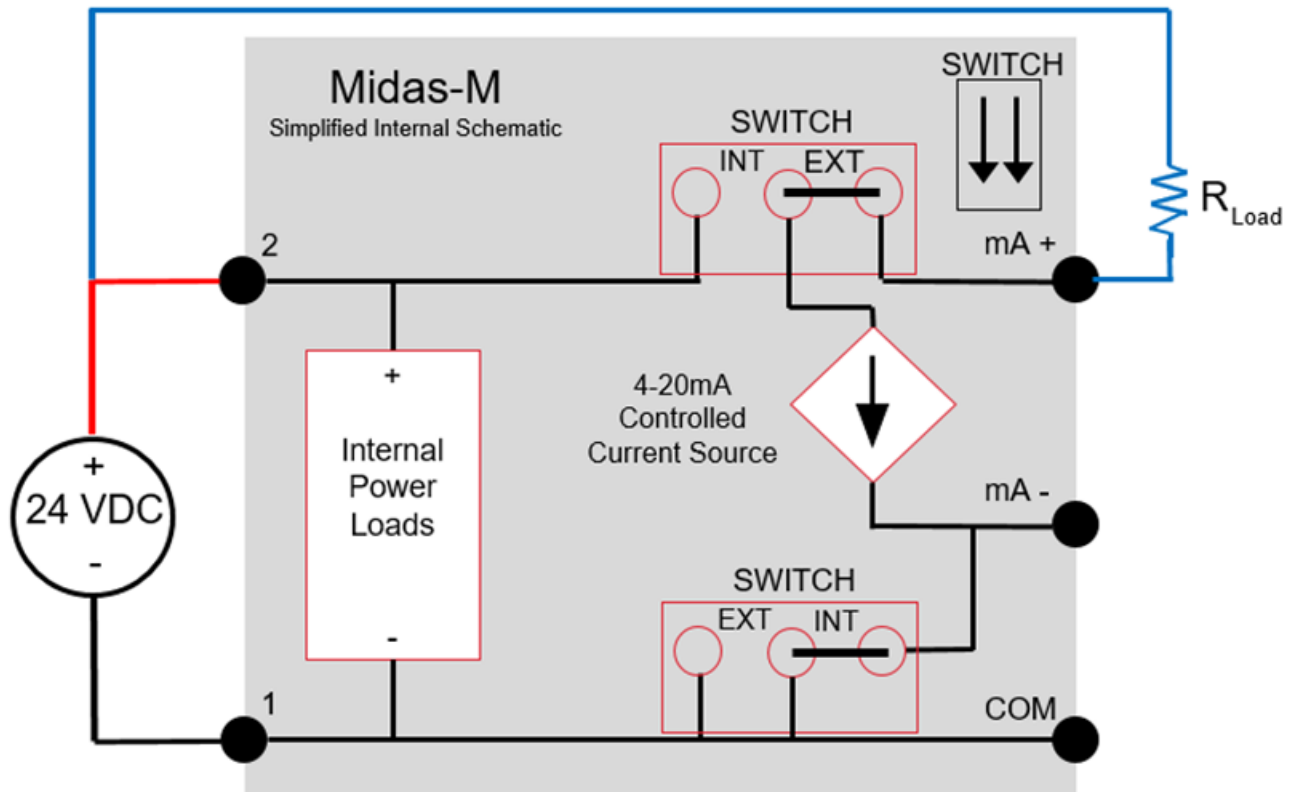 Midas-M
Simplified Internal Schematic
SWITCH
SWITCH
INT EXT
R Load
2
mA +
+
Internal
Power
Loads
-
4-20mA
Controlled
Current Source
+
24 VDC
-
mA -
SWITCH
EXT INT
1
COM